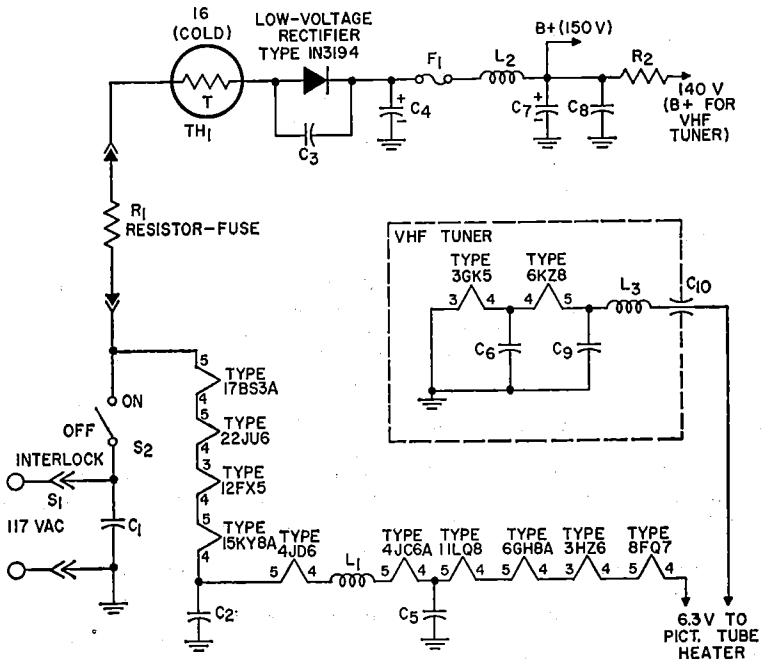 16
(COLD)
T
TH1
LOW-VOLTAGE
RECTIFIER
TYPE 1N3194
C3
+
C4
-
F1
L2
B+(150 V)
+
C7
-
C8
R2
140 V
(B+ FOR
VHF
TUNER)
R1
RESISTOR-FUSE
VHF TUNER
TYPE
3GK5
3 4
TYPE
6KZ8
4 5
L3
C10
C6
C9
ON
OFF
S2
INTERLOCK
S1
117 VAC
C1
5
TYPE
17BS3A
4
5
TYPE
22JU6
4
3
TYPE
12FX5
4
5
TYPE
15KY8A
4
C2
TYPE
4JD6
5 4
L1
TYPE
4JC6A
5 4
C5
TYPE
11LQ8
5 4
TYPE
6GH8A
5 4
TYPE
3HZ6
3 4
TYPE
8FQ7
5 4
6.3 V TO
PICT. TUBE
HEATER